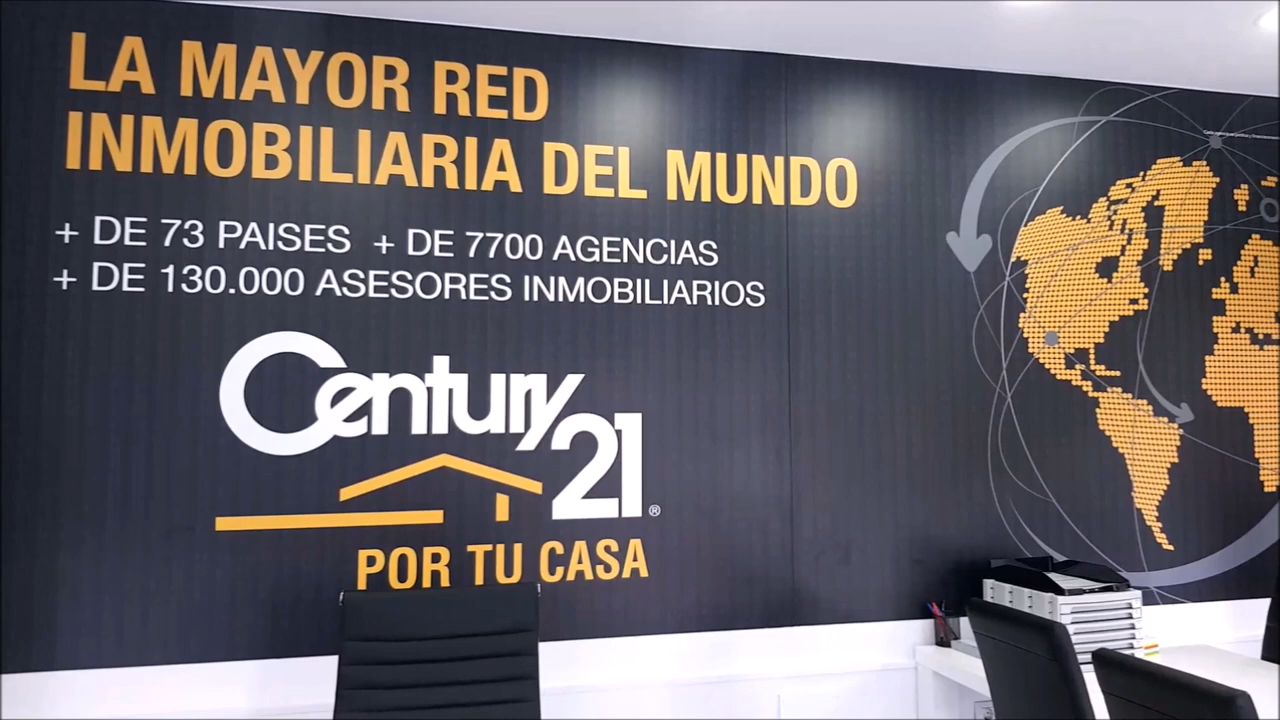 LA MAYOR RED
INMOBILIARIA DEL MUNDO
+ DE 73 PAISES + DE 7700 AGENCIAS
+ DE 130.000 ASESORES INMOBILIARIOS
Century
21®
POR TU CASA